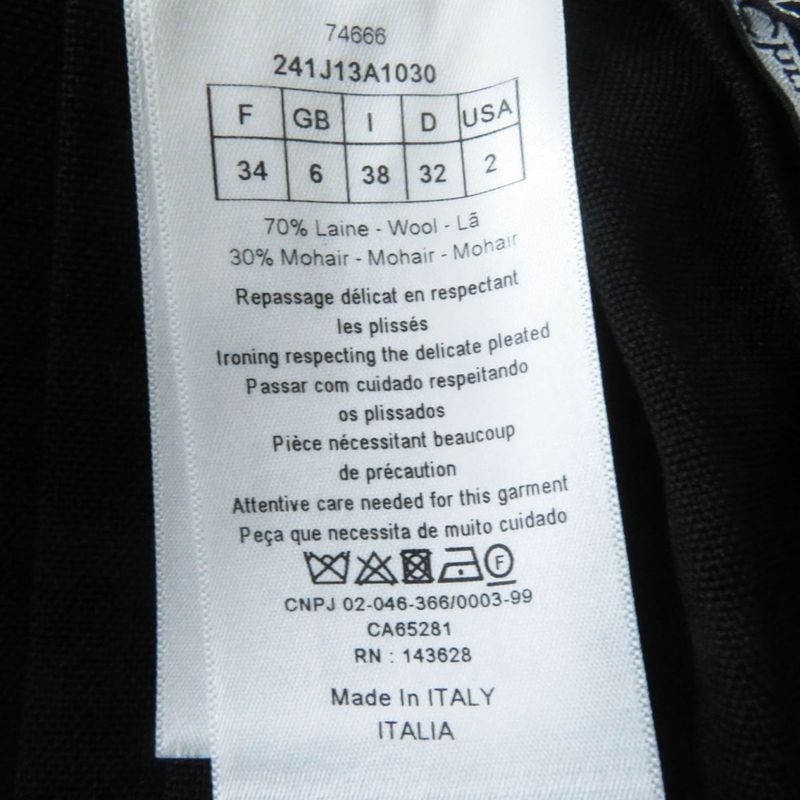 74666
241J13A1030
F GB I D USA
34 6 38 32 2
70% Laine - Wool - Lã
30% Mohair - Mohair - Mohair
Repassage délicat en respectant
les plissés
Ironing respecting the delicate pleated
Passar com cuidado respeitando
os plissados
Pièce nécessitant beaucoup
de précaution
Attentive care needed for this garment
Peça que necessita de muito cuidado
F
CNPJ 02-046-366/0003-99
CA65281
RN : 143628
Made In ITALY
ITALIA